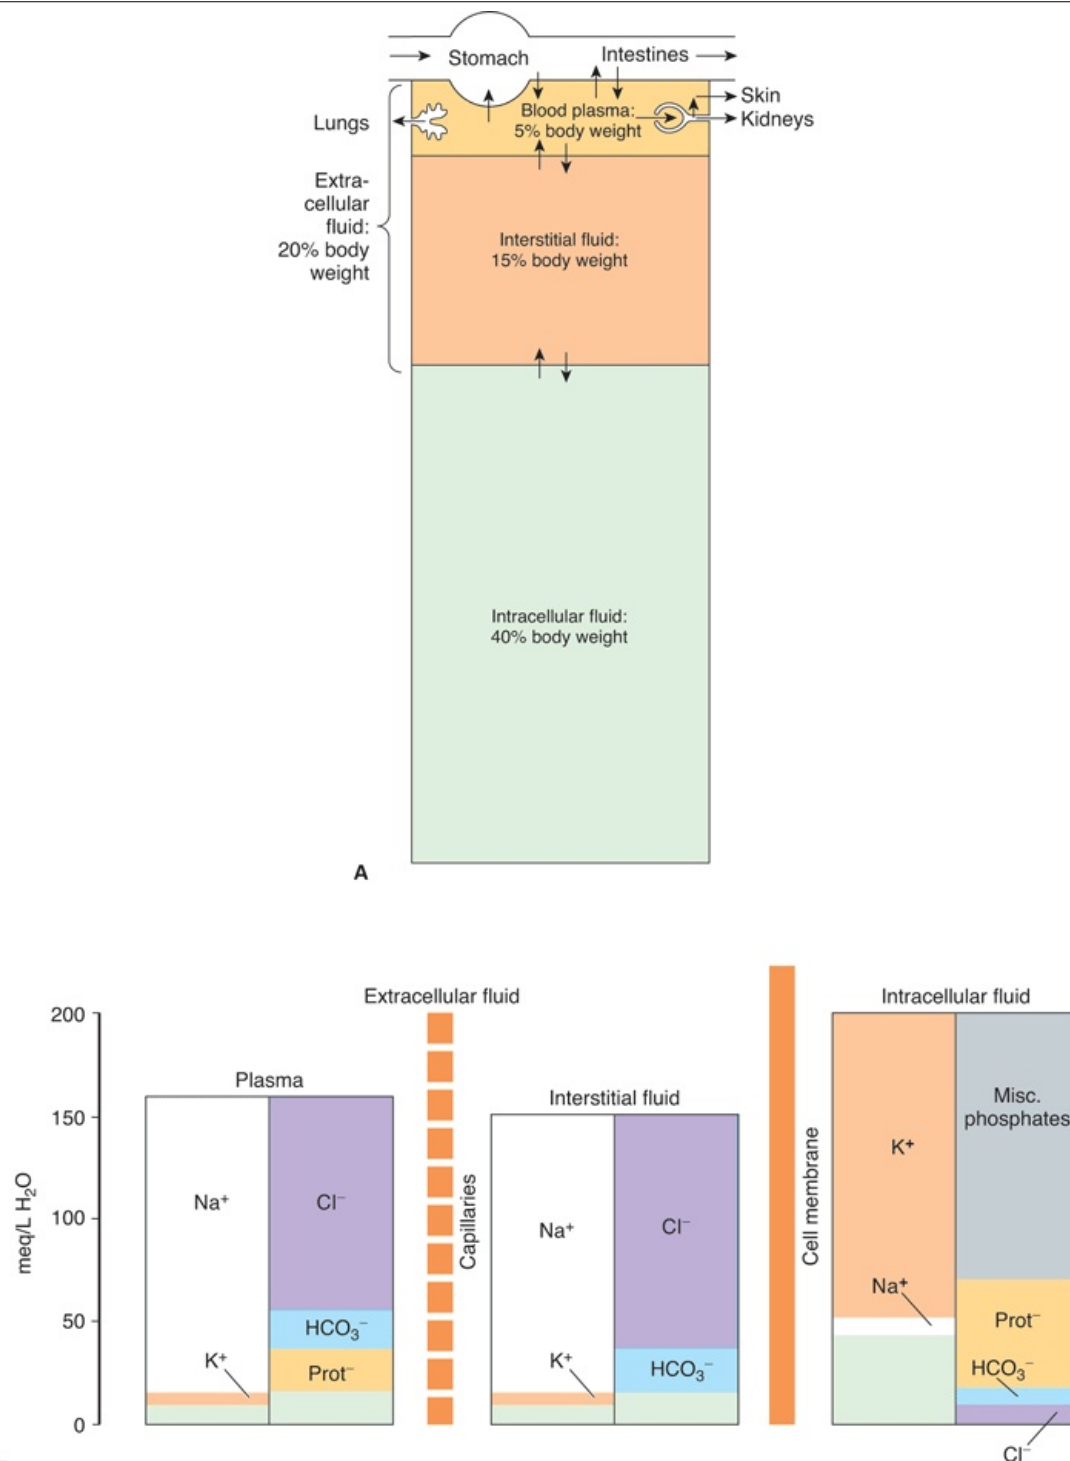 Stomach
Intestines
Skin
Blood plasma:
5% body weight
Kidneys
Lungs
Extra-
cellular
fluid:
20% body
weight
Interstitial fluid:
15% body weight
Intracellular fluid:
40% body weight
A
Extracellular fluid
Intracellular fluid
200
Plasma
Interstitial fluid
150
Misc.
phosphates
K⁺
Na⁺
Cl⁻
100
Capillaries
Na⁺
Cl⁻
Cell membrane
meq/L H₂O
Na⁺
50
HCO₃⁻
Prot⁻
K⁺
Prot⁻
K⁺
HCO₃⁻
HCO₃⁻
0
Cl⁻